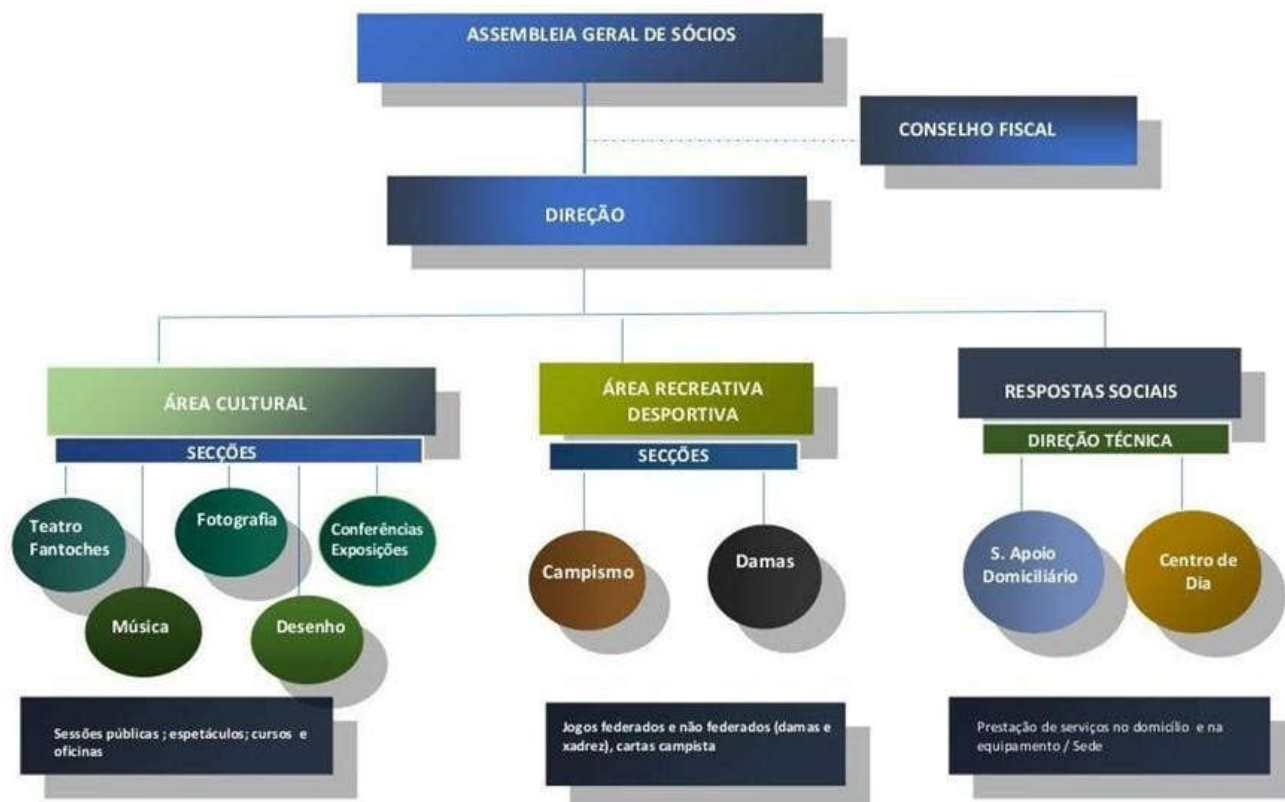 ASSEMBLEIA GERAL DE SÓCIOS
CONSELHO FISCAL
DIREÇÃO
ÁREA CULTURAL
SECÇÕES
Teatro
Fantoches
Música
Fotografia
Desenho
Conferências
Exposições
Sessões públicas ; espetáculos; cursos e
oficinas
ÁREA RECREATIVA
DESPORTIVA
SECÇÕES
Campismo
Damas
Jogos federados e não federados (damas e
xadrez), cartas campista
RESPOSTAS SOCIAIS
DIREÇÃO TÉCNICA
S. Apoio
Domiciliário
Centro de
Dia
Prestação de serviços no domicílio e na
equipamento / Sede